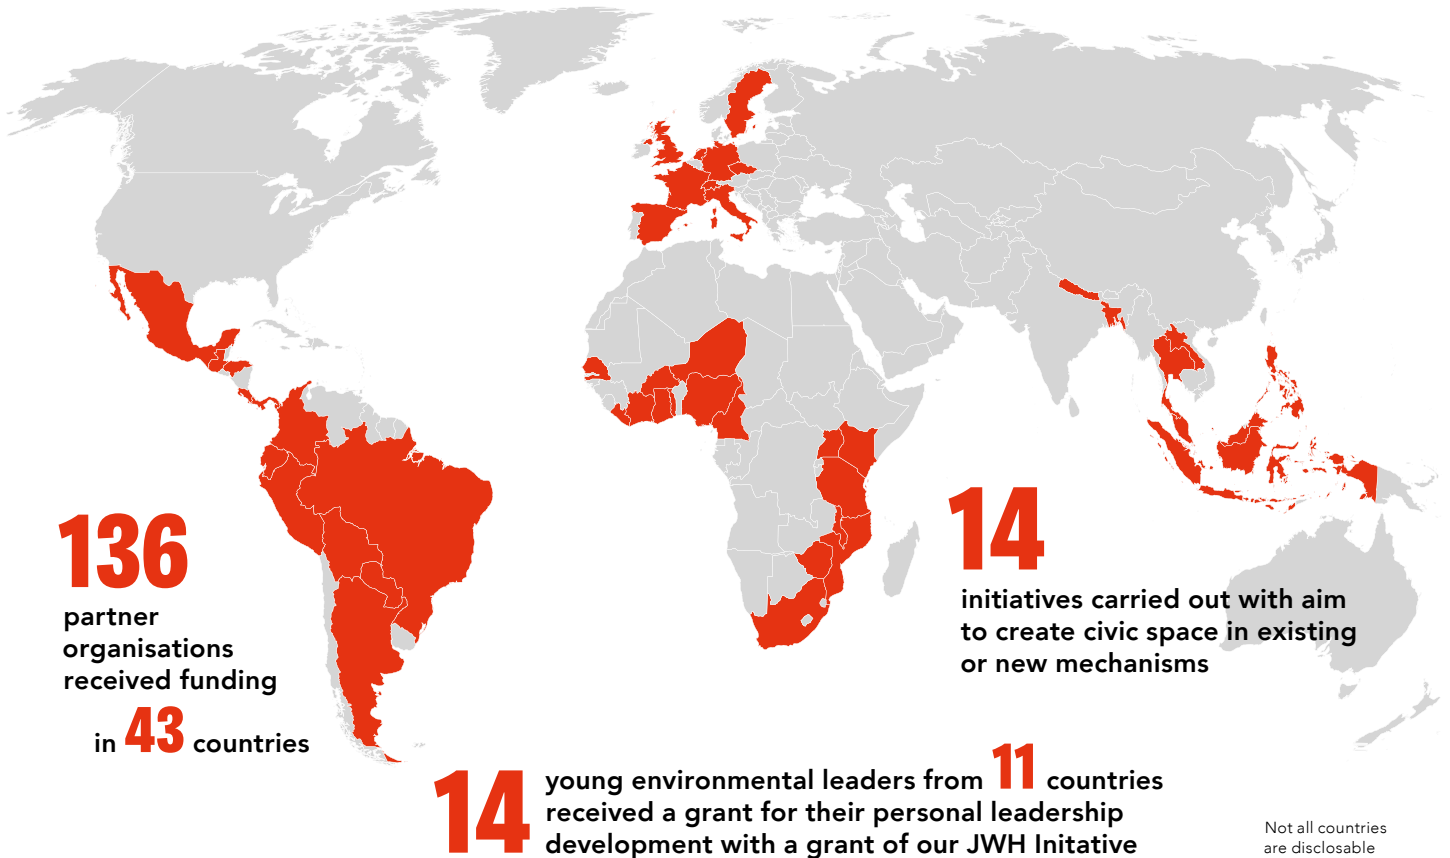 136
partner
organisations
received funding
in 43 countries
14
initiatives carried out with aim
to create civic space in existing
or new mechanisms
14 young environmental leaders from 11 countries
received a grant for their personal leadership
development with a grant of our JWH Initative
Not all countries
are disclosable